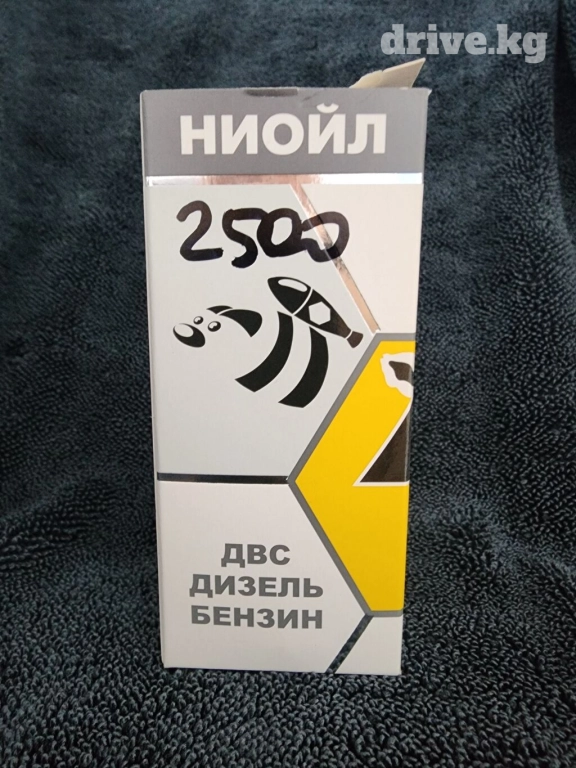 drive.kg
НИОЙЛ
2500
ДВС
ДИЗЕЛЬ
БЕНЗИН